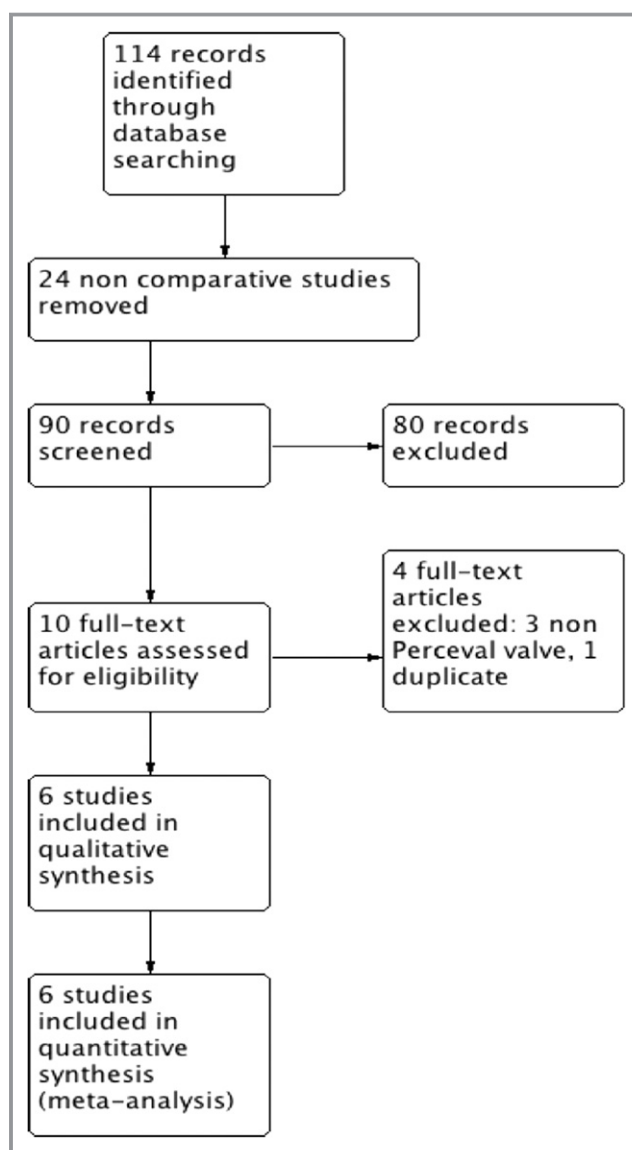 114 records
identified
through
database
searching
24 non comparative studies
removed
90 records
screened
80 records
excluded
10 full-text
articles assessed
for eligibility
4 full-text
articles
excluded: 3 non
Perceval valve, 1
duplicate
6 studies
included in
qualitative
synthesis
6 studies
included in
quantitative
synthesis
(meta-analysis)